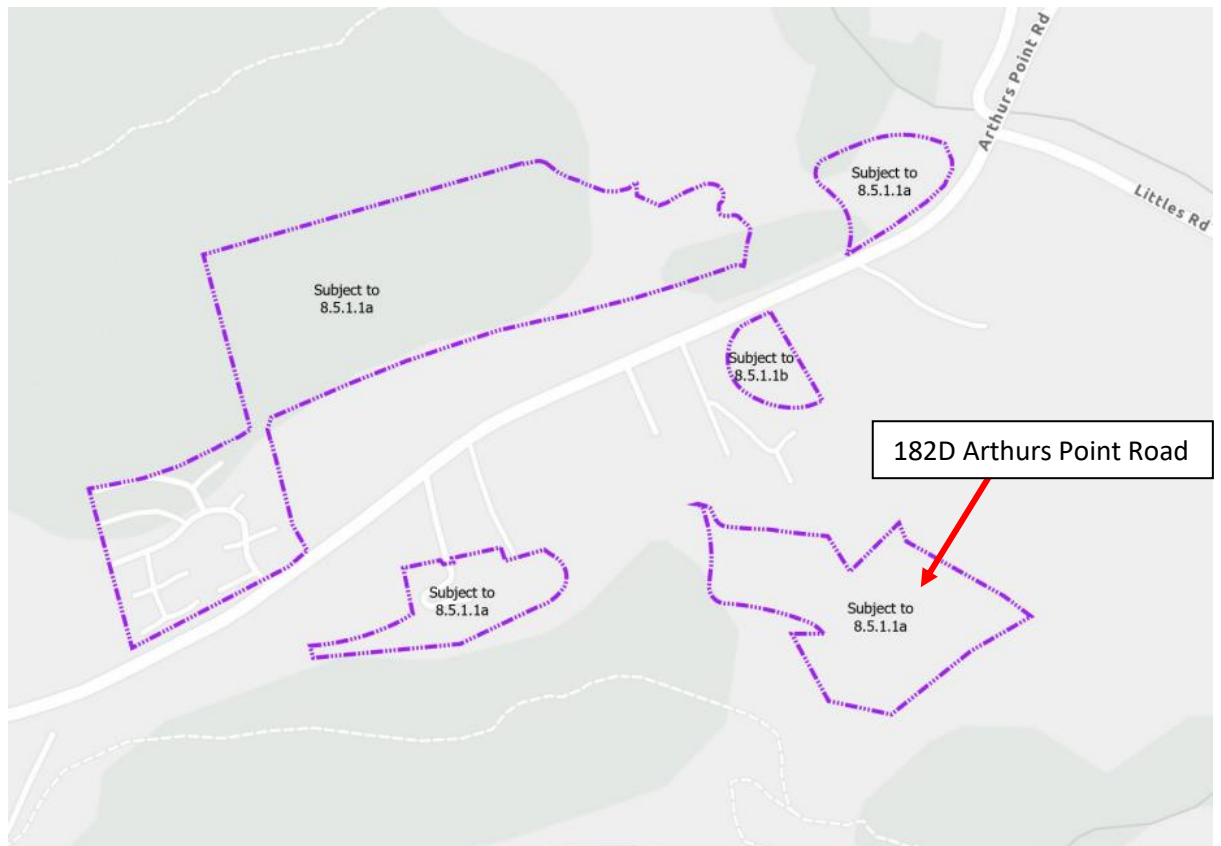 Arthurs Point Rd
Subject to
8.5.1.1a
Littles Rd
Subject to
8.5.1.1a
Subject to
8.5.1.1b
182D Arthurs Point Road
Subject to
8.5.1.1a
Subject to
8.5.1.1a